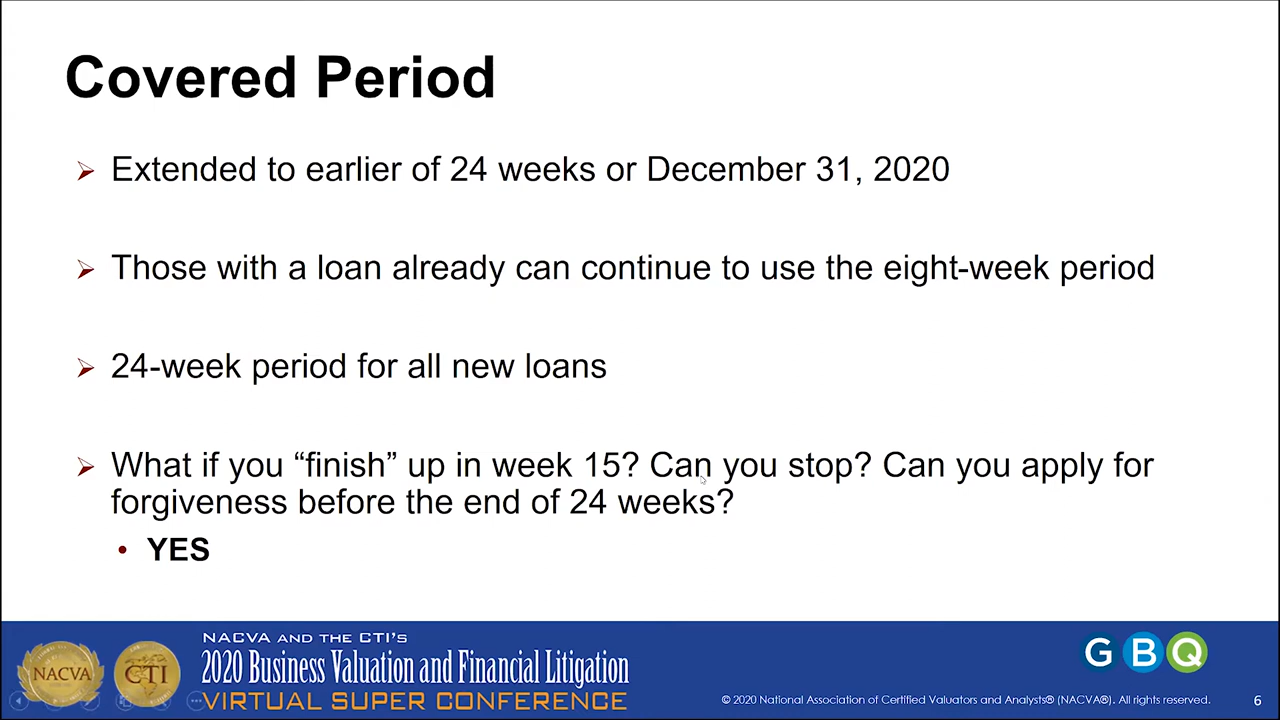 Covered Period
Extended to earlier of 24 weeks or December 31, 2020
Those with a loan already can continue to use the eight-week period
24-week period for all new loans
What if you “finish” up in week 15? Can you stop? Can you apply for
forgiveness before the end of 24 weeks?
• YES
NACVA AND THE CTI'S
2020 Business Valuation and Financial Litigation
VIRTUAL SUPER CONFERENCE
NACVA
CTI
GBQ
© 2020 National Association of Certified Valuators and Analysts® (NACVA®). All rights reserved.
6